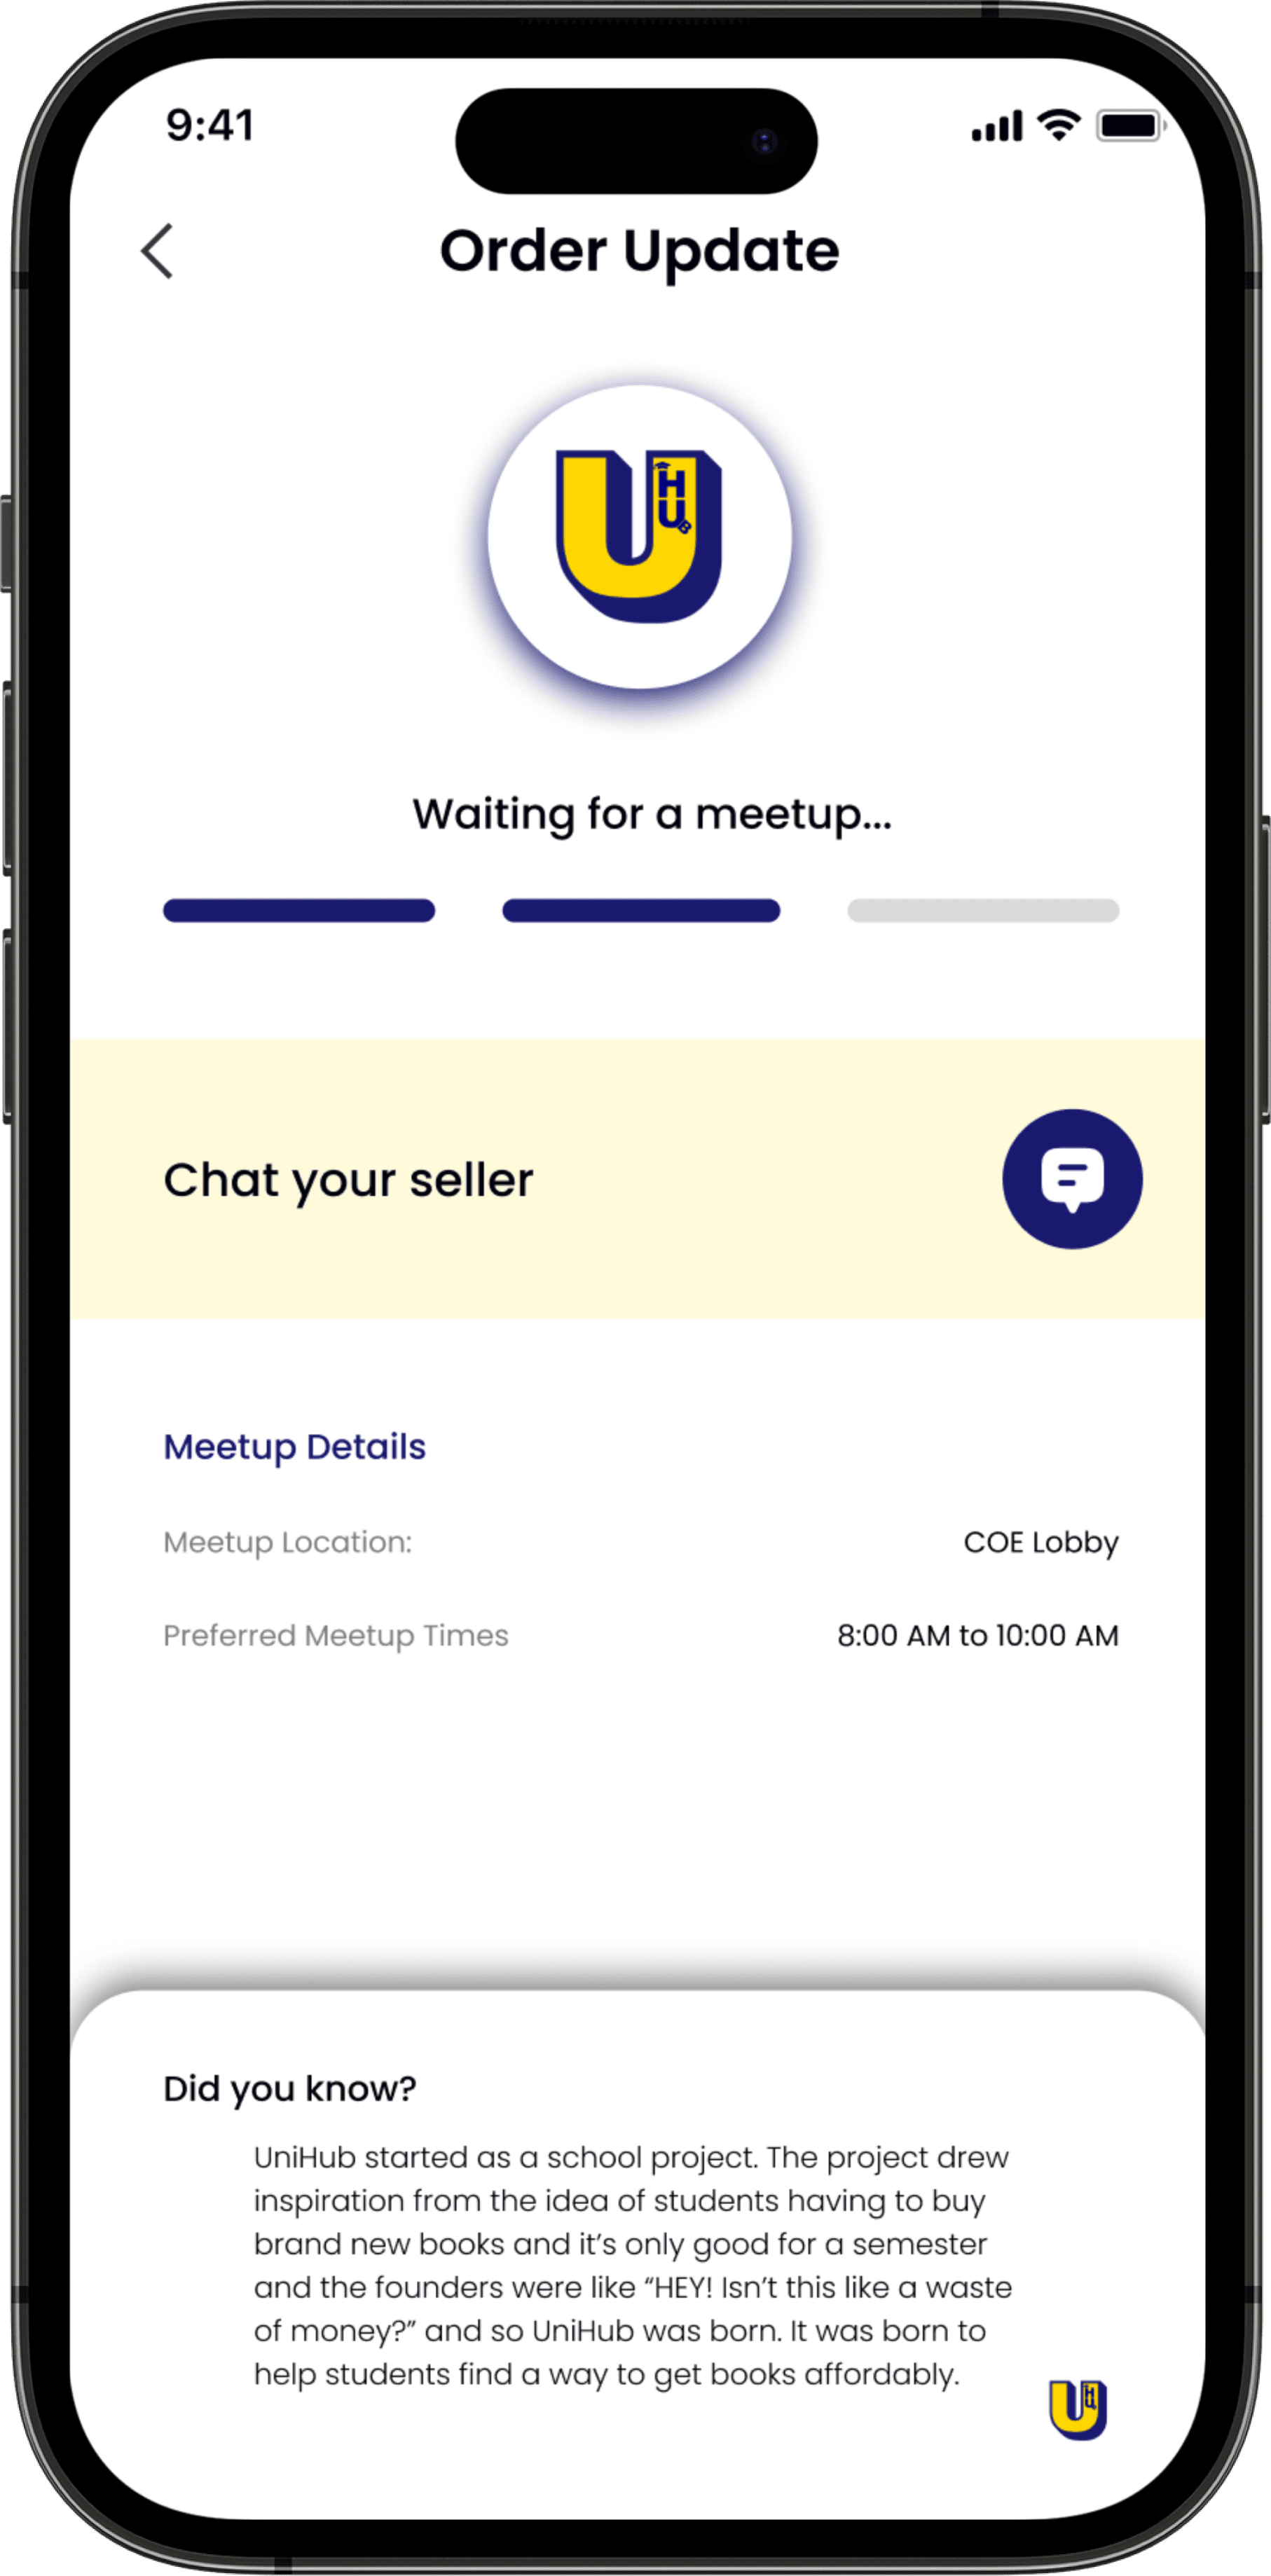 9:41
Order Update
U
HUB
Waiting for a meetup...
Chat your seller
Meetup Details
Meetup Location:
COE Lobby
Preferred Meetup Times
8:00 AM to 10:00 AM
Did you know?
UniHub started as a school project. The project drew
inspiration from the idea of students having to buy
brand new books and it’s only good for a semester
and the founders were like “HEY! Isn’t this like a waste
of money?” and so UniHub was born. It was born to
help students find a way to get books affordably.
U
HUB